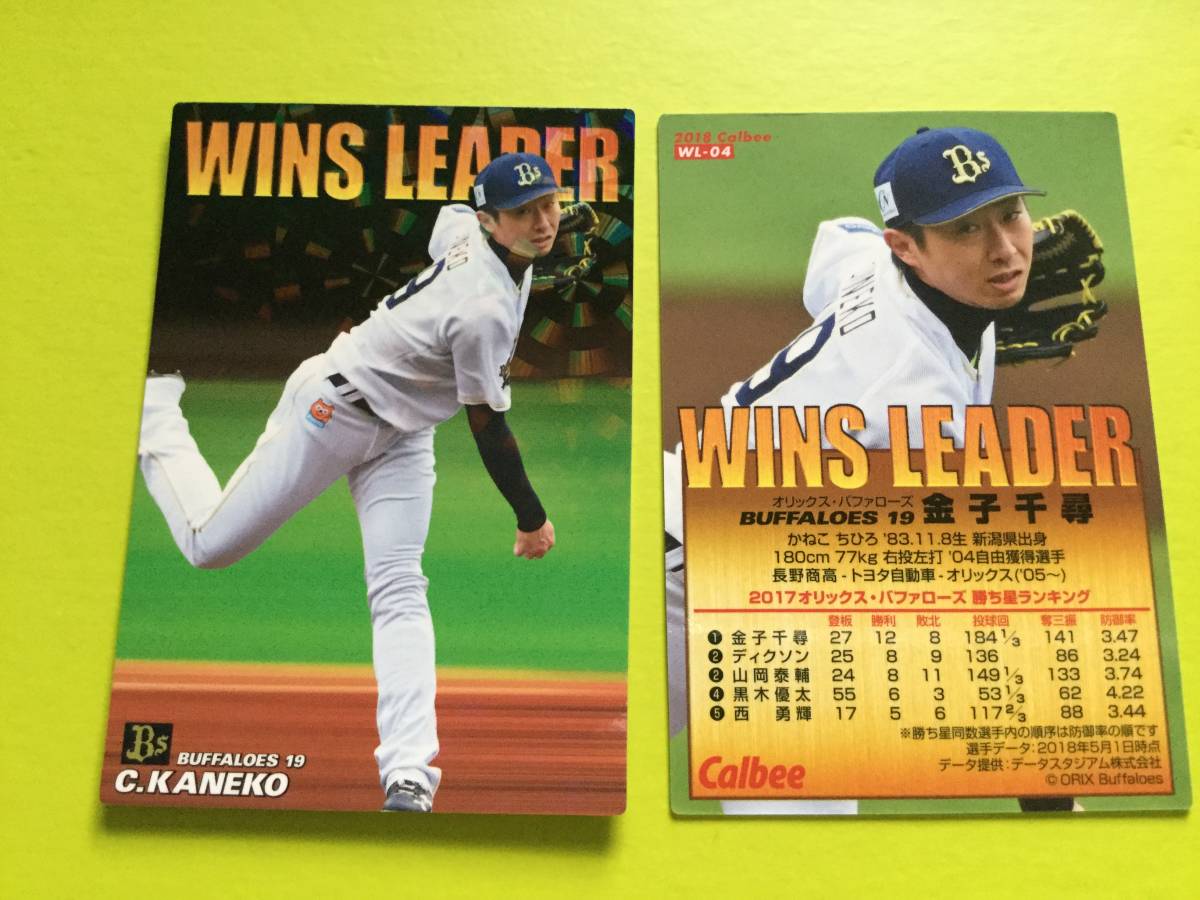 WINS LEADER
Bs
NEKO
9
Bs
BUFFALOES 19
C.KANEKO
2018 Calbee
WL-04
Bs
NEKO
9
WINS LEADER
オリックス・バファローズ
BUFFALOES 19 金子千尋
かねこ ちひろ '83.11.8生 新潟県出身
180cm 77kg 右投左打 '04自由獲得選手
長野商高-トヨタ自動車-オリックス('05~)
2017オリックス・バファローズ 勝ち星ランキング
登板 勝利 敗北 投球回 奪三振 防御率
❶ 金子千尋 27 12 8 184 1/3 141 3.47
❷ ディクソン 25 8 9 136 86 3.24
❷ 山岡泰輔 24 8 11 149 1/3 133 3.74
❹ 黒木優太 55 6 3 53 1/3 62 4.22
❺ 西 勇輝 17 5 6 117 2/3 88 3.44
※勝ち星同数選手内の順序は防御率の順です
選手データ:2018年5月1日時点
データ提供:データスタジアム株式会社
Calbee
© ORIX Buffaloes